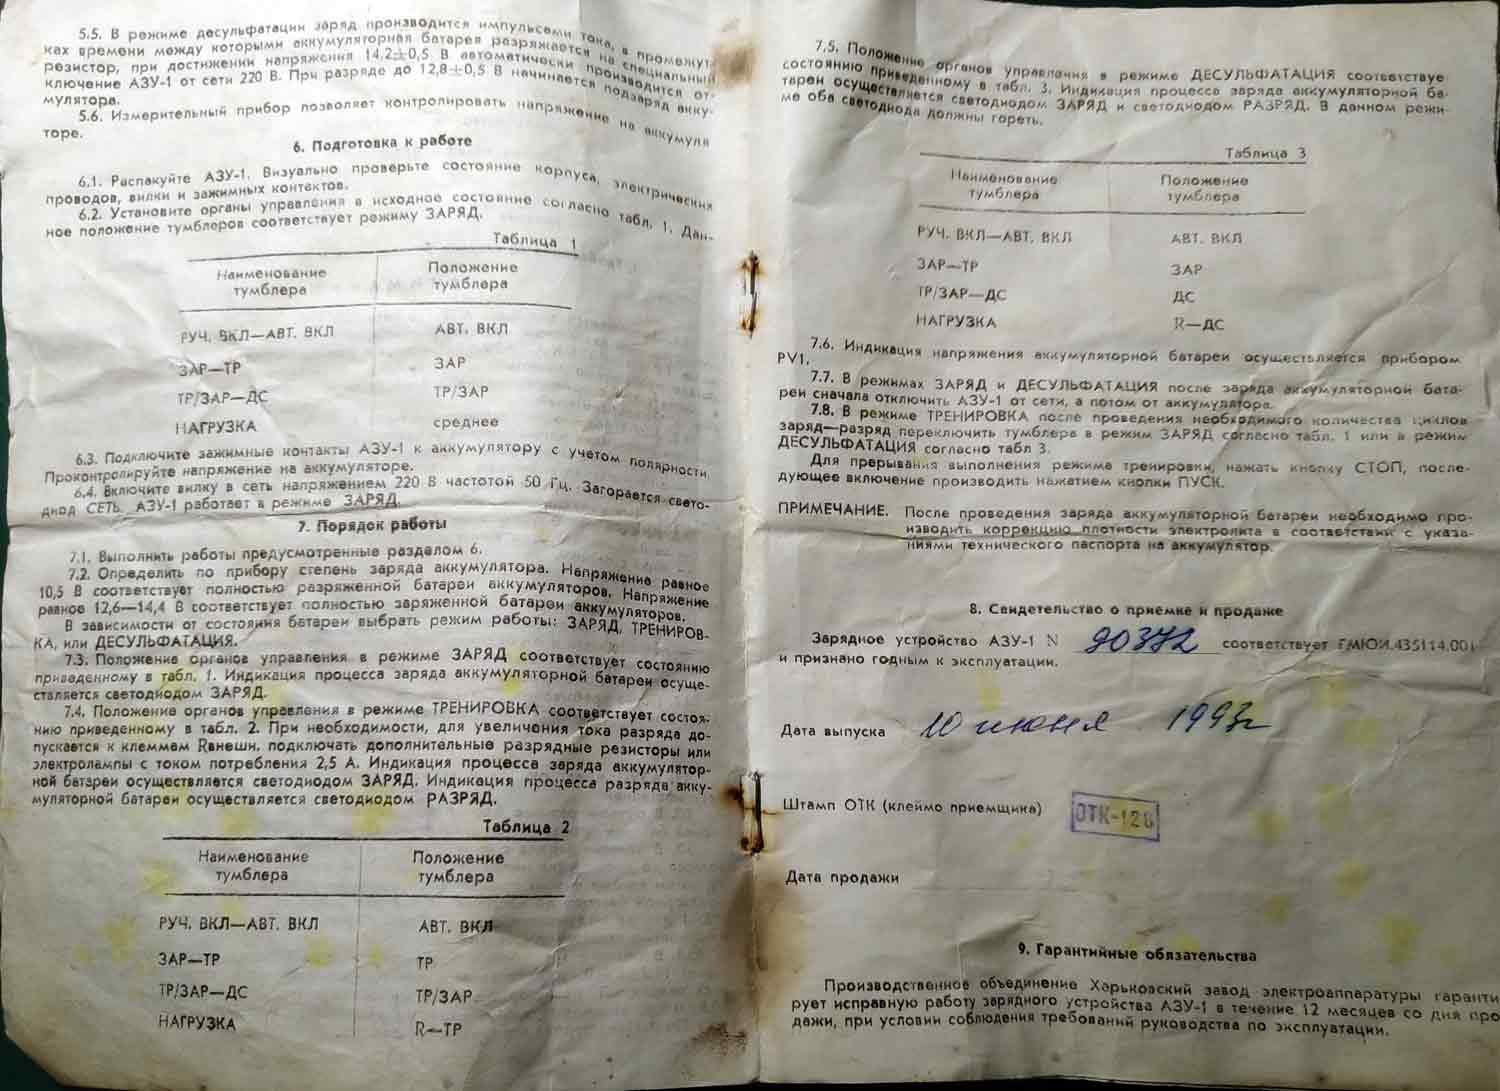 5.5. В режиме десульфатации заряд производится импульсами тока, в промежут-
ках времени между которыми аккумуляторная батарея разряжается на специальный
резистор, при достижении напряжения 14,2±0,5 В автоматически производится от-
ключение АЗУ-1 от сети 220 В. При разряде до 12,8±0,5 В начинается подзаряд акку-
мулятора.
5.6. Измерительный прибор позволяет контролировать напряжение на аккумуля
торе.
6. Подготовка к работе
6.1. Распакуйте АЗУ-1. Визуально проверьте состояние корпуса, электрических
проводов, вилки и зажимных контактов.
6.2. Установите органы управления в исходное состояние согласно табл. 1. Дан-
ное положение тумблеров соответствует режиму ЗАРЯД.
Таблица 1
Наименование тумблера Положение тумблера
РУЧ. ВКЛ—АВТ. ВКЛ АВТ. ВКЛ
ЗАР—ТР ЗАР
ТР/ЗАР—ДС ТР/ЗАР
НАГРУЗКА среднее
6.3. Подключите зажимные контакты АЗУ-1 к аккумулятору с учетом полярности.
Проконтролируйте напряжение на аккумуляторе.
6.4. Включите вилку в сеть напряжением 220 В частотой 50 Гц. Загорается свето-
диод СЕТЬ. АЗУ-1 работает в режиме ЗАРЯД.
7. Порядок работы
7.1. Выполнить работы предусмотренные разделом 6.
7.2. Определить по прибору степень заряда аккумулятора. Напряжение равное
10,5 В соответствует полностью разряженной батареи аккумуляторов. Напряжение
равное 12,6—14,4 В соответствует полностью заряженной батареи аккумуляторов.
В зависимости от состояния батареи выбрать режим работы: ЗАРЯД, ТРЕНИРОВ-
КА, или ДЕСУЛЬФАТАЦИЯ.
7.3. Положение органов управления в режиме ЗАРЯД соответствует состоянию
приведенному в табл. 1. Индикация процесса заряда аккумуляторной батареи осуще-
ствляется светодиодом ЗАРЯД.
7.4. Положение органов управления в режиме ТРЕНИРОВКА соответствует состоя-
нию приведенному в табл. 2. При необходимости, для увеличения тока разряда до-
пускается к клеммам Rвнешн. подключать дополнительные разрядные резисторы или
электролампы с током потребления 2,5 А. Индикация процесса заряда аккумулятор-
ной батареи осуществляется светодиодом ЗАРЯД. Индикация процесса разряда акку-
муляторной батареи осуществляется светодиодом РАЗРЯД.
Таблица 2
Наименование тумблера Положение тумблера
РУЧ. ВКЛ—АВТ. ВКЛ АВТ. ВКЛ
ЗАР—ТР ТР
ТР/ЗАР—ДС ТР/ЗАР
НАГРУЗКА R—ТР
7.5. Положение органов управления в режиме ДЕСУЛЬФАТАЦИЯ соответствуе
состоянию приведенному в табл. 3. Индикация процесса заряда аккумуляторной ба-
тареи осуществляется светодиодом ЗАРЯД и светодиодом РАЗРЯД. В данном режи-
ме оба светодиода должны гореть.
Таблица 3
Наименование тумблера Положение тумблера
РУЧ. ВКЛ—АВТ. ВКЛ АВТ. ВКЛ
ЗАР—ТР ЗАР
ТР/ЗАР—ДС ДС
НАГРУЗКА R—ДС
7.6. Индикация напряжения аккумуляторной батареи осуществляется прибором
PV1.
7.7. В режимах ЗАРЯД и ДЕСУЛЬФАТАЦИЯ после заряда аккумуляторной бата-
реи сначала отключить АЗУ-1 от сети, а потом от аккумулятора.
7.8. В режиме ТРЕНИРОВКА после проведения необходимого количества циклов
заряд—разряд переключить тумблера в режим ЗАРЯД согласно табл. 1 или в режим
ДЕСУЛЬФАТАЦИЯ согласно табл 3.
Для прерывания выполнения режима тренировки, нажать кнопку СТОП, после-
дующее включение производить нажатием кнопки ПУСК.
ПРИМЕЧАНИЕ. После проведения заряда аккумуляторной батареи необходимо про-
изводить коррекцию плотности электролита в соответствии с указа-
ниями технического паспорта на аккумулятор.
8. Свидетельство о приемке и продаже
Зарядное устройство АЗУ-1 N 90372 соответствует ГМЮИ.435114.001
и признано годным к эксплуатации.
Дата выпуска 10 июня 1993г
Штамп ОТК (клеймо приемщика) ОТК-128
Дата продажи
9. Гарантийные обязательства
Производственное объединение Харьковский завод электроаппаратуры гаранти
рует исправную работу зарядного устройства АЗУ-1 в течение 12 месяцев со дня про
дажи, при условии соблюдения требований руководства по эксплуатации.